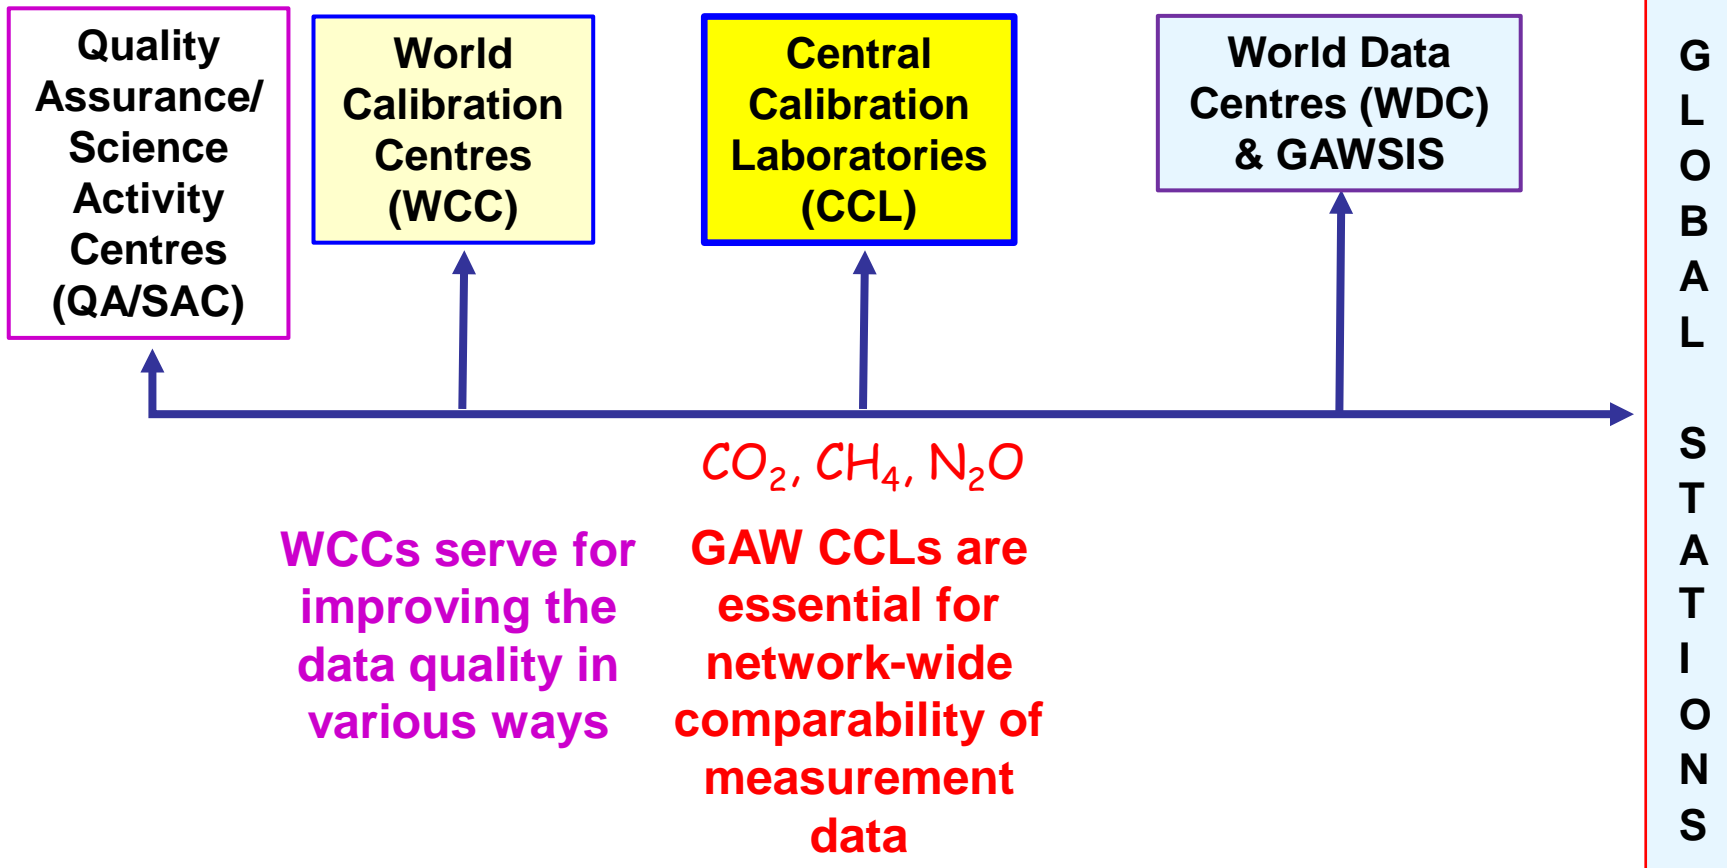 Quality
Assurance/
Science
Activity
Centres
(QA/SAC)
World
Calibration
Centres
(WCC)
Central
Calibration
Laboratories
(CCL)
World Data
Centres (WDC)
& GAWSIS
CO₂, CH₄, N₂O
WCCs serve for
improving the
data quality in
various ways
GAW CCLs are
essential for
network-wide
comparability of
measurement
data
GLOBAL STATIONS